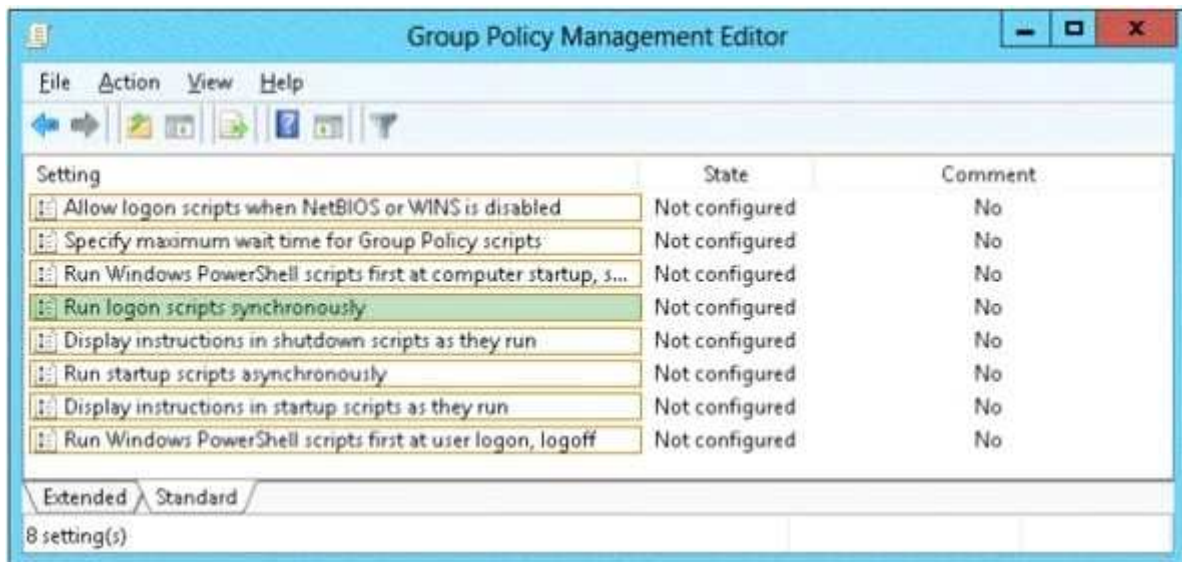 Group Policy Management Editor
File Action View Help
Setting State Comment
Allow logon scripts when NetBIOS or WINS is disabled Not configured No
Specify maximum wait time for Group Policy scripts Not configured No
Run Windows PowerShell scripts first at computer startup, s... Not configured No
Run logon scripts synchronously Not configured No
Display instructions in shutdown scripts as they run Not configured No
Run startup scripts asynchronously Not configured No
Display instructions in startup scripts as they run Not configured No
Run Windows PowerShell scripts first at user logon, logoff Not configured No
Extended Standard
8 setting(s)